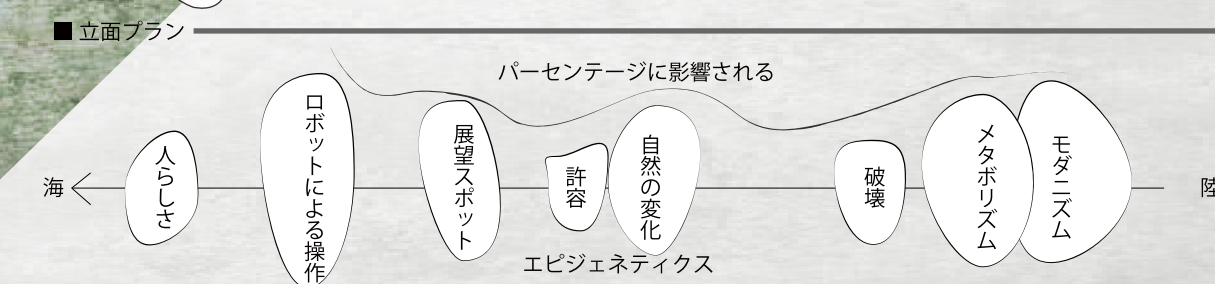 ■ 立面プラン
パーセンテージに影響される
海
人らしさ
ロボットによる操作
展望スポット
許容
自然の変化
破壊
メタボリズム
モダニズム
陸
エピジェネティクス